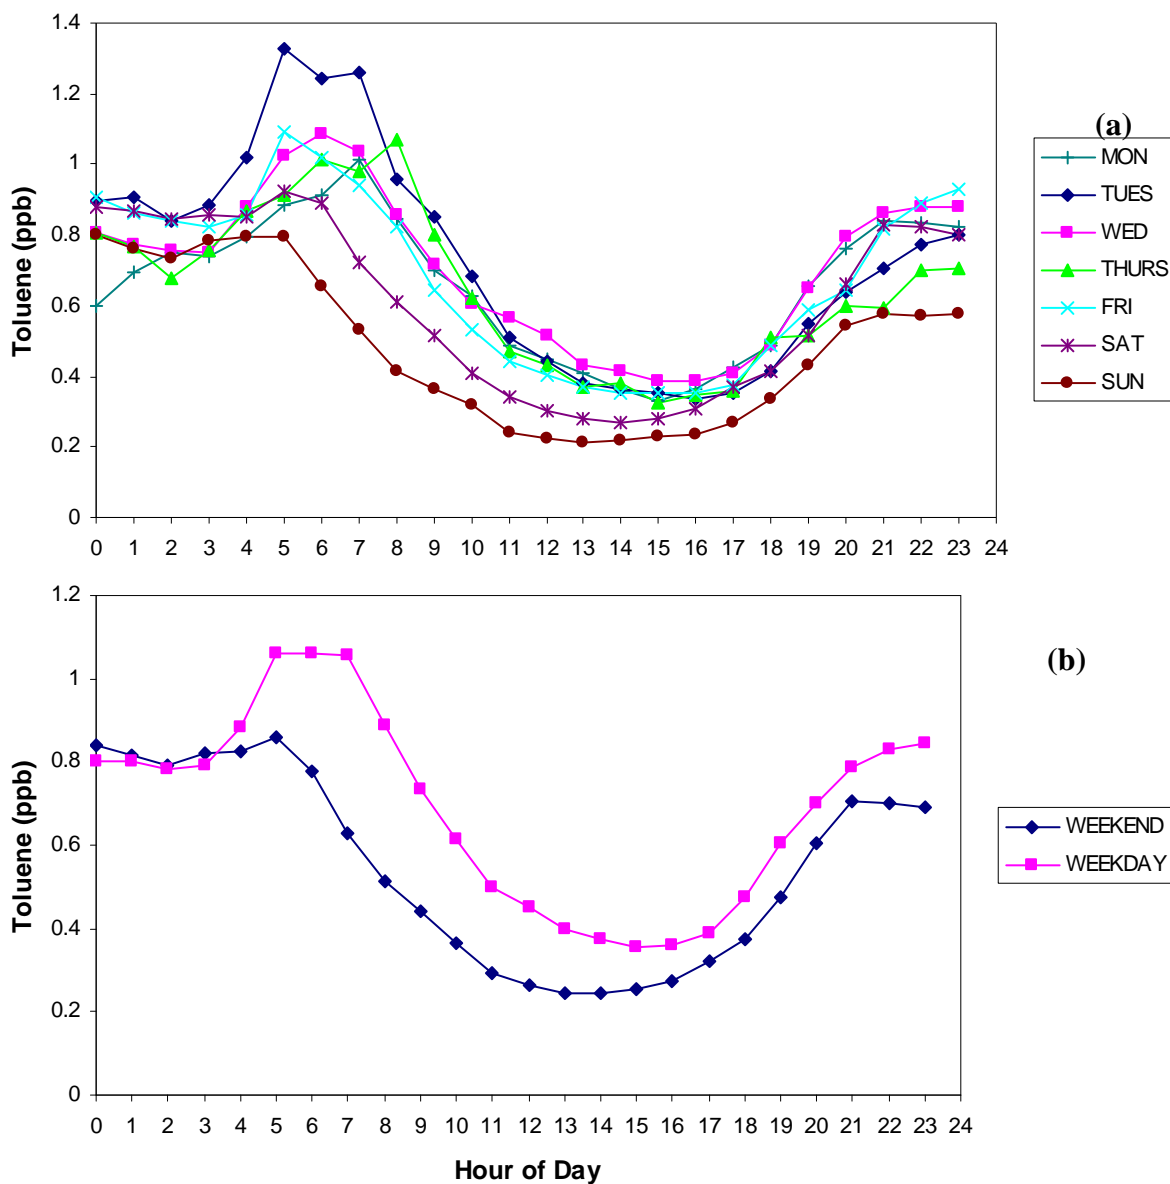 1.4
1.2
1
0.8
0.6
0.4
0.2
0
Toluene (ppb)
0 1 2 3 4 5 6 7 8 9 10 11 12 13 14 15 16 17 18 19 20 21 22 23 24
(a)
MON
TUES
WED
THURS
FRI
SAT
SUN
1.2
1
0.8
0.6
0.4
0.2
0
Toluene (ppb)
0 1 2 3 4 5 6 7 8 9 10 11 12 13 14 15 16 17 18 19 20 21 22 23 24
Hour of Day
(b)
WEEKEND
WEEKDAY